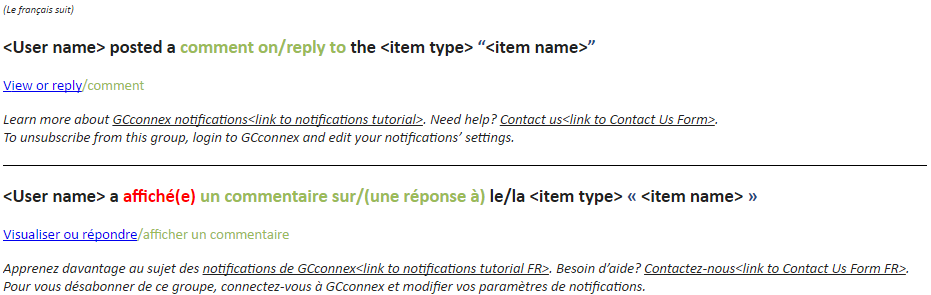 (Le français suit)
<User name> posted a comment on/reply to the <item type> “<item name>”
View or reply/comment
Learn more about GCconnex notifications<link to notifications tutorial>. Need help? Contact us<link to Contact Us Form>.
To unsubscribe from this group, login to GCconnex and edit your notifications’ settings.
<User name> a affiché(e) un commentaire sur/(une réponse à) le/la <item type> « <item name> »
Visualiser ou répondre/afficher un commentaire
Apprenez davantage au sujet des notifications de GCconnex<link to notifications tutorial FR>. Besoin d’aide? Contactez-nous<link to Contact Us Form FR>.
Pour vous désabonner de ce groupe, connectez-vous à GCconnex et modifier vos paramètres de notifications.